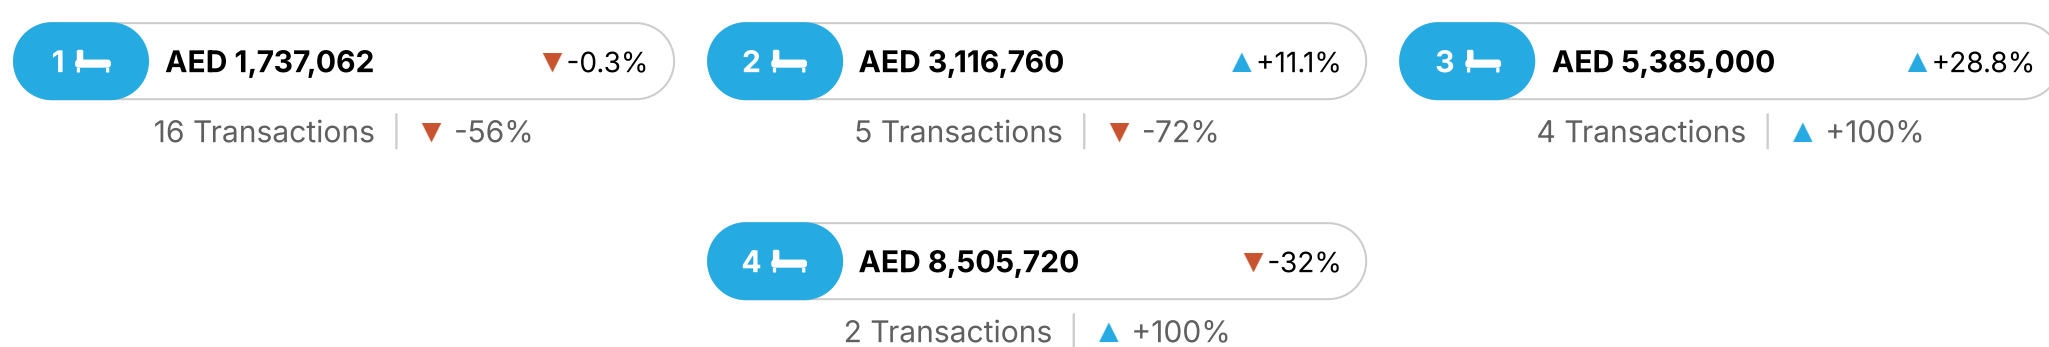 1 AED 1,737,062 ▼-0.3%
16 Transactions | ▼ -56%
2 AED 3,116,760 ▲+11.1%
5 Transactions | ▼ -72%
3 AED 5,385,000 ▲+28.8%
4 Transactions | ▲ +100%
4 AED 8,505,720 ▼-32%
2 Transactions | ▲ +100%